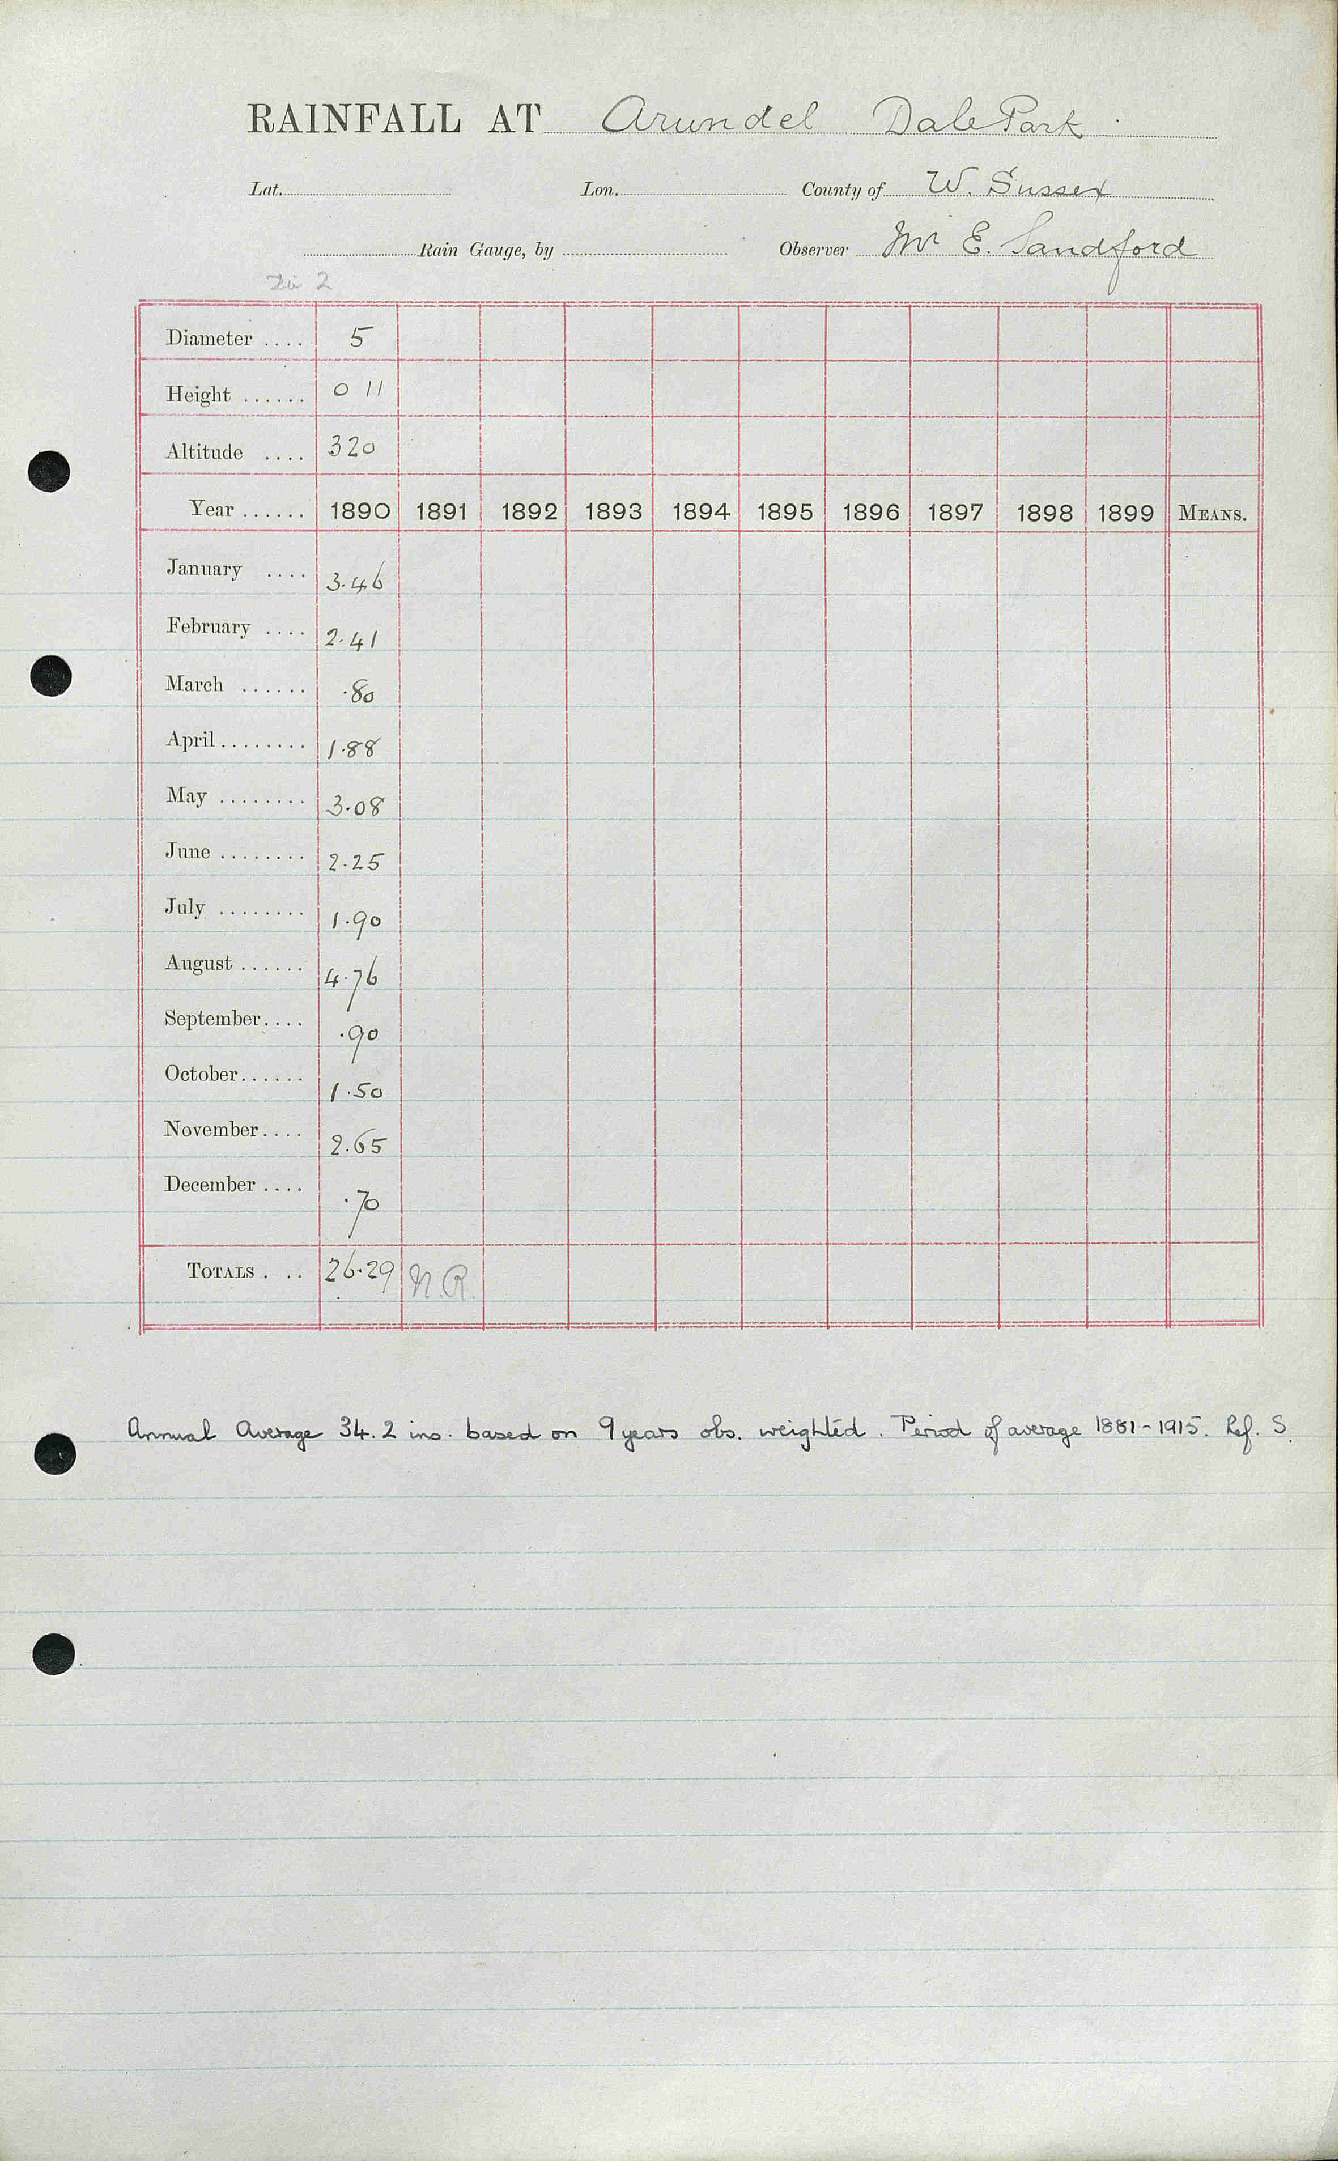 RAINFALL AT Arundel Dale Park
Lat. Lon. County of W. Sussex
Rain Gauge, by Observer Mr E. Sandford
2
Diameter .... 5
Height ...... 0 11
Altitude .... 320
Year ...... 1890 1891 1892 1893 1894 1895 1896 1897 1898 1899 MEANS.
January .... 3.46
February .... 2.41
March ...... .80
April ........ 1.88
May ........ 3.08
June ........ 2.25
July ........ 1.90
August ...... 4.76
September .... .90
October ...... 1.50
November .... 2.65
December .... .70
TOTALS . .. 26.29 N.R.
Annual Average 34.2 ins. based on 9 years obs. weighted. Period of average 1881-1915. Ref. S.